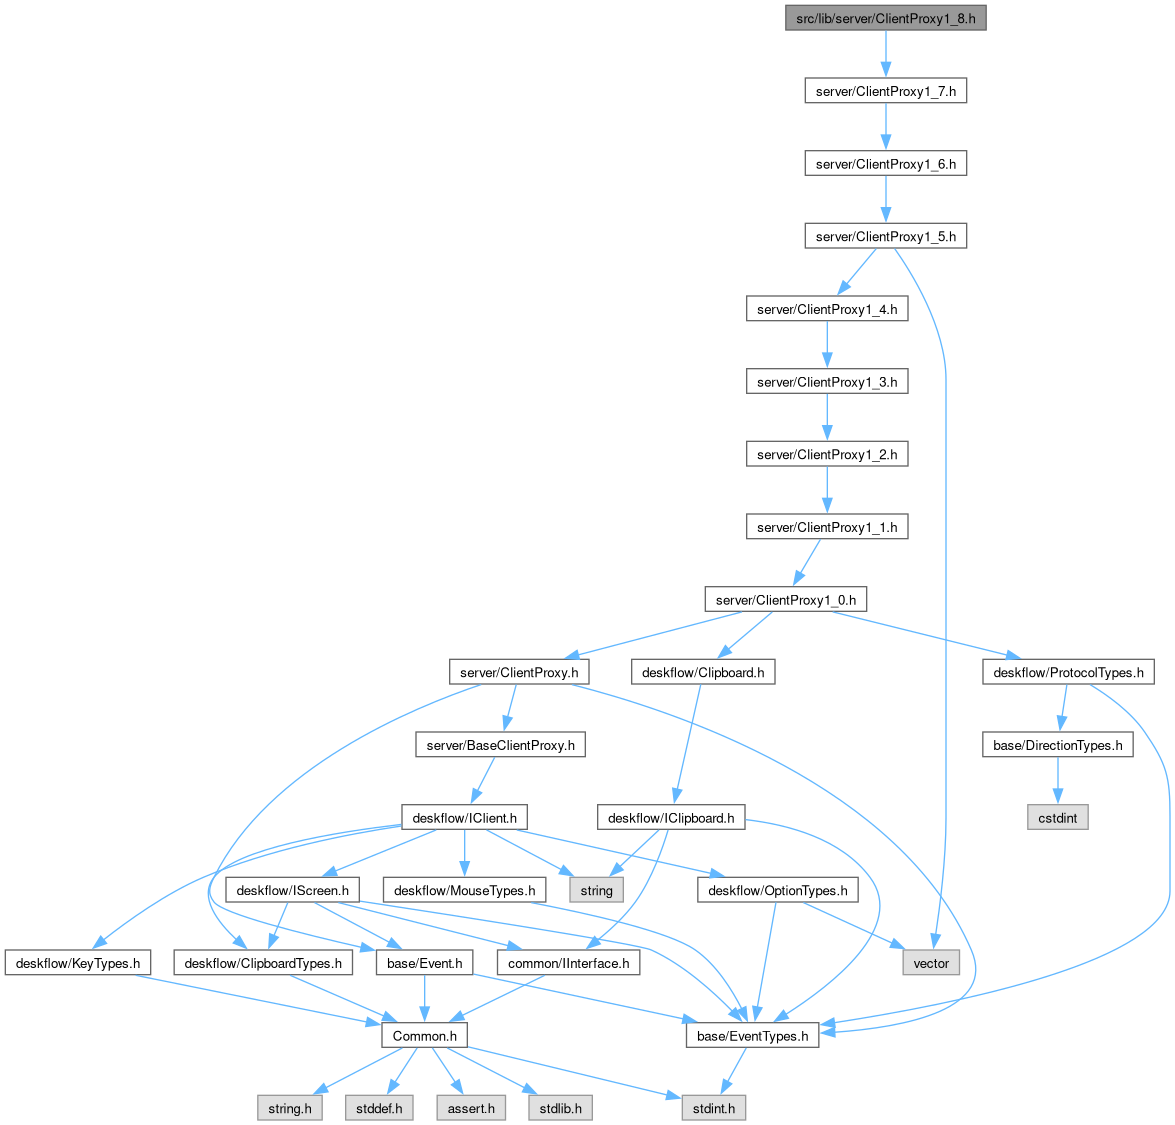 src/lib/server/ClientProxy1_8.h
server/ClientProxy1_7.h
server/ClientProxy1_6.h
server/ClientProxy1_5.h
server/ClientProxy1_4.h
server/ClientProxy1_3.h
server/ClientProxy1_2.h
server/ClientProxy1_1.h
server/ClientProxy1_0.h
server/ClientProxy.h
deskflow/Clipboard.h
deskflow/ProtocolTypes.h
server/BaseClientProxy.h
base/DirectionTypes.h
deskflow/IClient.h
deskflow/IClipboard.h
cstdint
deskflow/IScreen.h
deskflow/MouseTypes.h
string
deskflow/OptionTypes.h
deskflow/KeyTypes.h
deskflow/ClipboardTypes.h
base/Event.h
common/IInterface.h
vector
Common.h
base/EventTypes.h
string.h
stddef.h
assert.h
stdlib.h
stdint.h